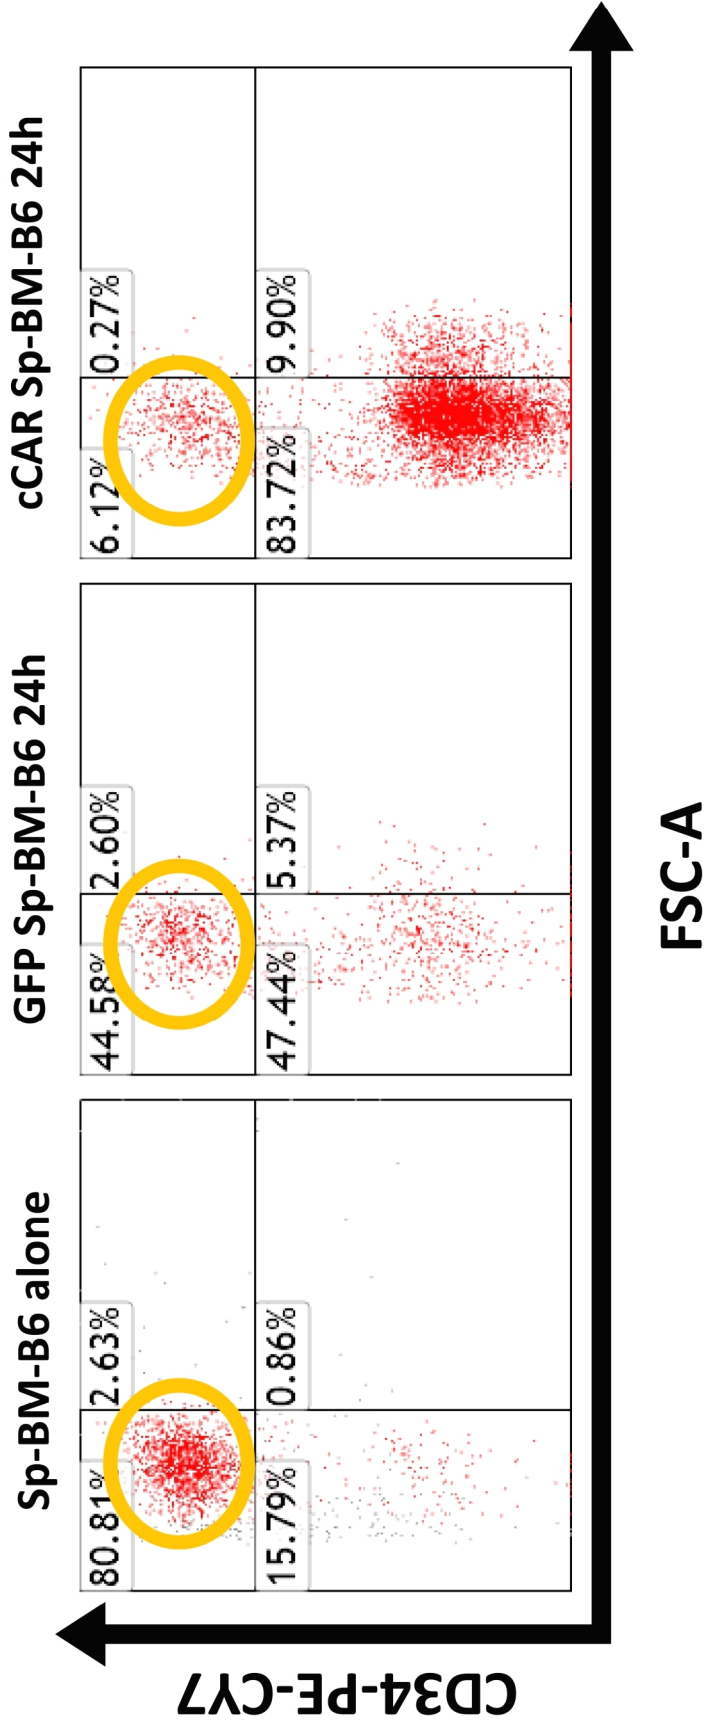 Sp-BM-B6 alone
GFP Sp-BM-B6 24h
cCAR Sp-BM-B6 24h
80.81%
2.63%
44.58%
2.60%
6.12%
0.27%
15.79%
0.86%
47.44%
5.37%
83.72%
9.90%
CD34-PE-CY7
FSC-A